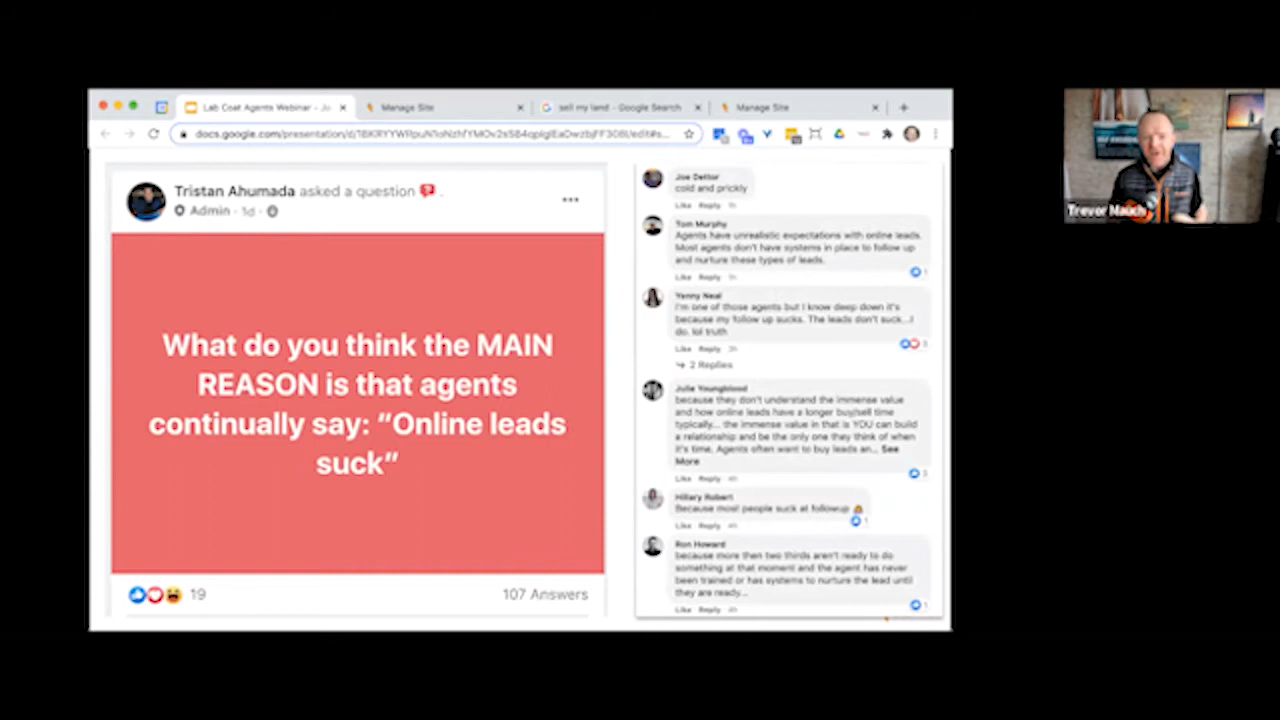 Lab Coat Agents Webinar - Jo
Manage Site
sell my land - Google Search
Manage Site
Tristan Ahumada asked a question
Admin · 1d ·
What do you think the MAIN
REASON is that agents
continually say: “Online leads
suck”
19
107 Answers
Joe Dettor
cold and prickly
Like Reply 1h
Tom Murphy
Agents have unrealistic expectations with online leads.
Most agents don't have systems in place to follow up
and nurture these types of leads.
1
Like Reply 1h
Yenny Neal
I'm one of those agents but I know deep down it's
because my follow up sucks. The leads don't suck...I
do. lol truth
Like Reply
2 Replies
Julie Youngblood
because they don't understand the immense value
and how online leads have a longer buy/sell time
typically... the immense value in that is YOU can build
a relationship and be the only one they think of when
it's time. Agents often want to buy leads an... See
More
Like Reply
Hillary Robert
Because most people suck at followup
1
Like Reply
Ron Howard
because more then two thirds aren't ready to do
something at that moment and the agent has never
been trained or has systems to nurture the lead until
they are ready...
1
Like Reply
Trevor Mauch